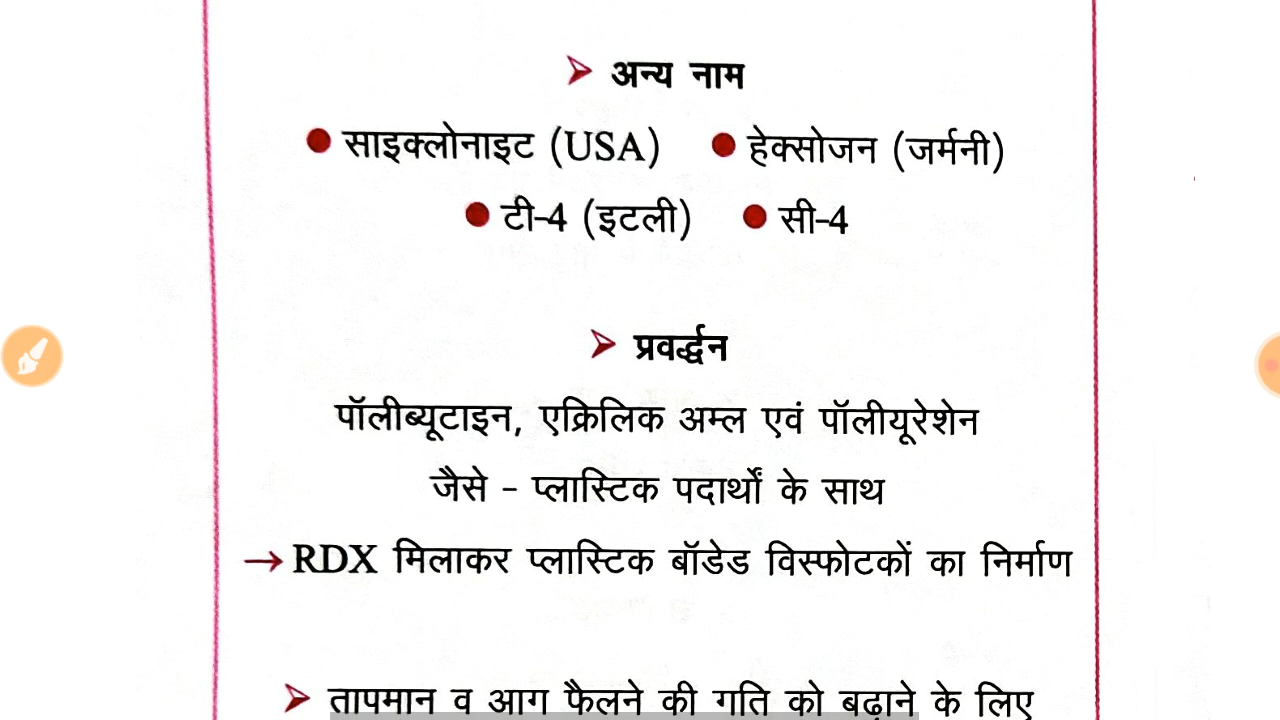 ➢ अन्य नाम
● साइक्लोनाइट (USA) ● हेक्सोजन (जर्मनी)
● टी-4 (इटली) ● सी-4
➢ प्रवर्द्धन
पॉलीब्यूटाइन, एक्रिलिक अम्ल एवं पॉलीयूरेशेन
जैसे - प्लास्टिक पदार्थों के साथ
→ RDX मिलाकर प्लास्टिक बॉडेड विस्फोटकों का निर्माण
➢ तापमान व आग फैलने की गति को बढ़ाने के लिए